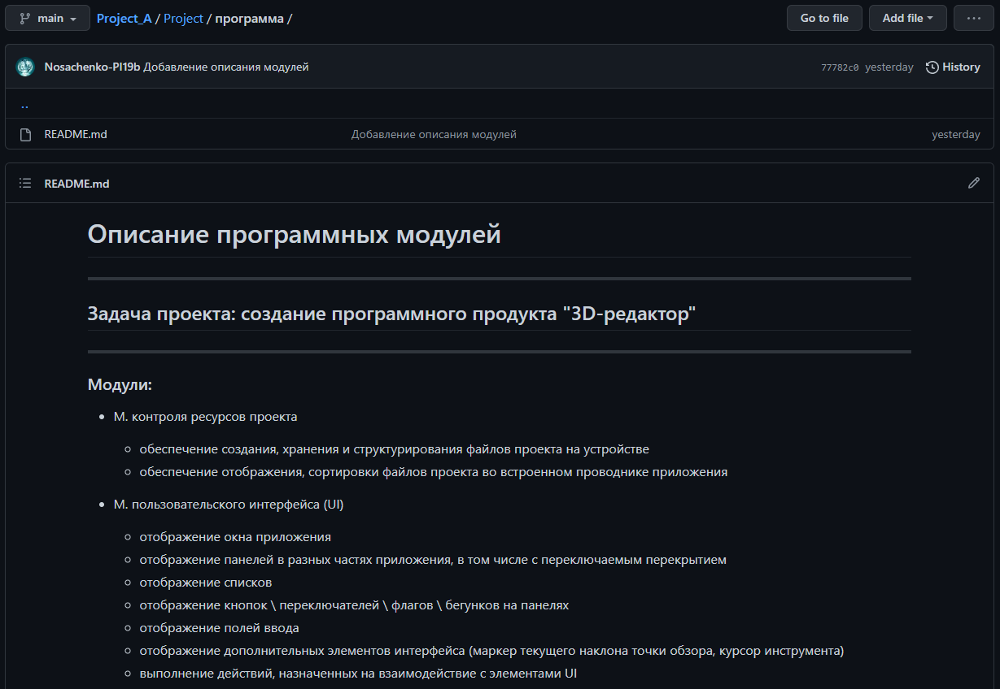 main Project_A / Project / программа / Go to file Add file ...
Nosachenko-PI19b Добавление описания модулей 77782c0 yesterday History
..
README.md Добавление описания модулей yesterday
README.md
Описание программных модулей
Задача проекта: создание программного продукта "3D-редактор"
Модули:
М. контроля ресурсов проекта
обеспечение создания, хранения и структурирования файлов проекта на устройстве
обеспечение отображения, сортировки файлов проекта во встроенном проводнике приложения
М. пользовательского интерфейса (UI)
отображение окна приложения
отображение панелей в разных частях приложения, в том числе с переключаемым перекрытием
отображение списков
отображение кнопок \ переключателей \ флагов \ бегунков на панелях
отображение полей ввода
отображение дополнительных элементов интерфейса (маркер текущего наклона точки обзора, курсор инструмента)
выполнение действий, назначенных на взаимодействие с элементами UI